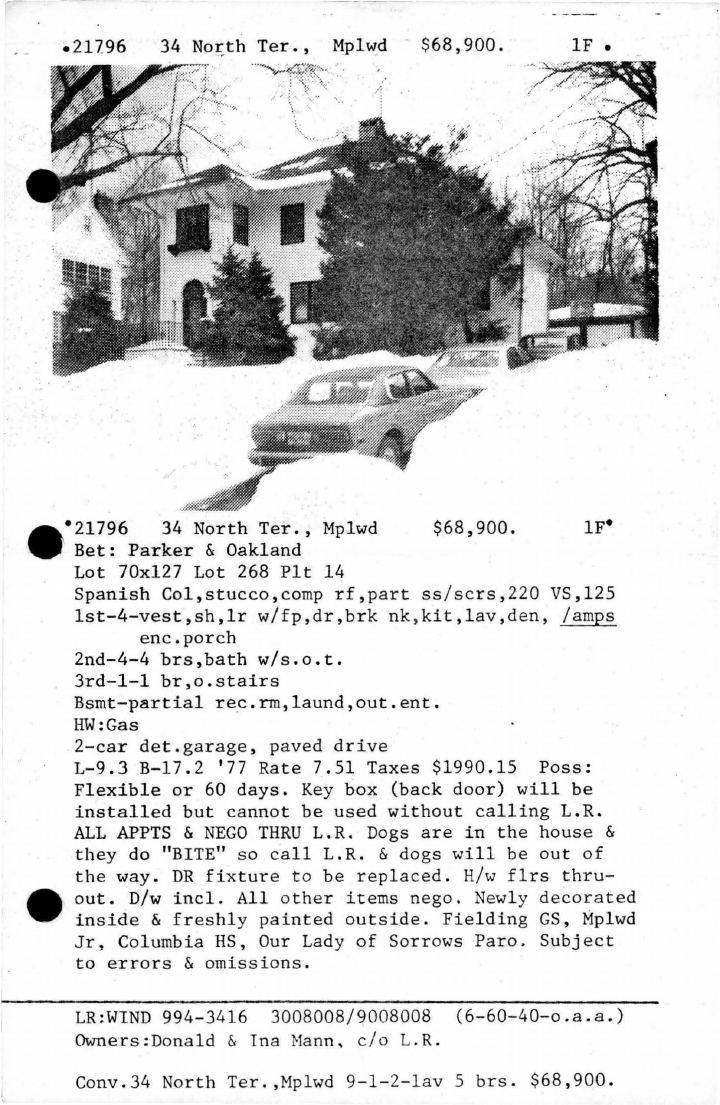 •21796 34 North Ter., Mplwd $68,900. 1F •
•21796 34 North Ter., Mplwd $68,900. 1F•
Bet: Parker & Oakland
Lot 70x127 Lot 268 Plt 14
Spanish Col,stucco,comp rf,part ss/scrs,220 VS,125
1st-4-vest,sh,lr w/fp,dr,brk nk,kit,lav,den, /amps
enc.porch
2nd-4-4 brs,bath w/s.o.t.
3rd-1-1 br,o.stairs
Bsmt-partial rec.rm,laund,out.ent.
HW:Gas
2-car det.garage, paved drive
L-9.3 B-17.2 '77 Rate 7.51 Taxes $1990.15 Poss:
Flexible or 60 days. Key box (back door) will be
installed but cannot be used without calling L.R.
ALL APPTS & NEGO THRU L.R. Dogs are in the house &
they do "BITE" so call L.R. & dogs will be out of
the way. DR fixture to be replaced. H/w flrs thru-
out. D/w incl. All other items nego. Newly decorated
inside & freshly painted outside. Fielding GS, Mplwd
Jr, Columbia HS, Our Lady of Sorrows Paro. Subject
to errors & omissions.
LR:WIND 994-3416 3008008/9008008 (6-60-40-o.a.a.)
Owners:Donald & Ina Mann, c/o L.R.
Conv.34 North Ter.,Mplwd 9-1-2-lav 5 brs. $68,900.